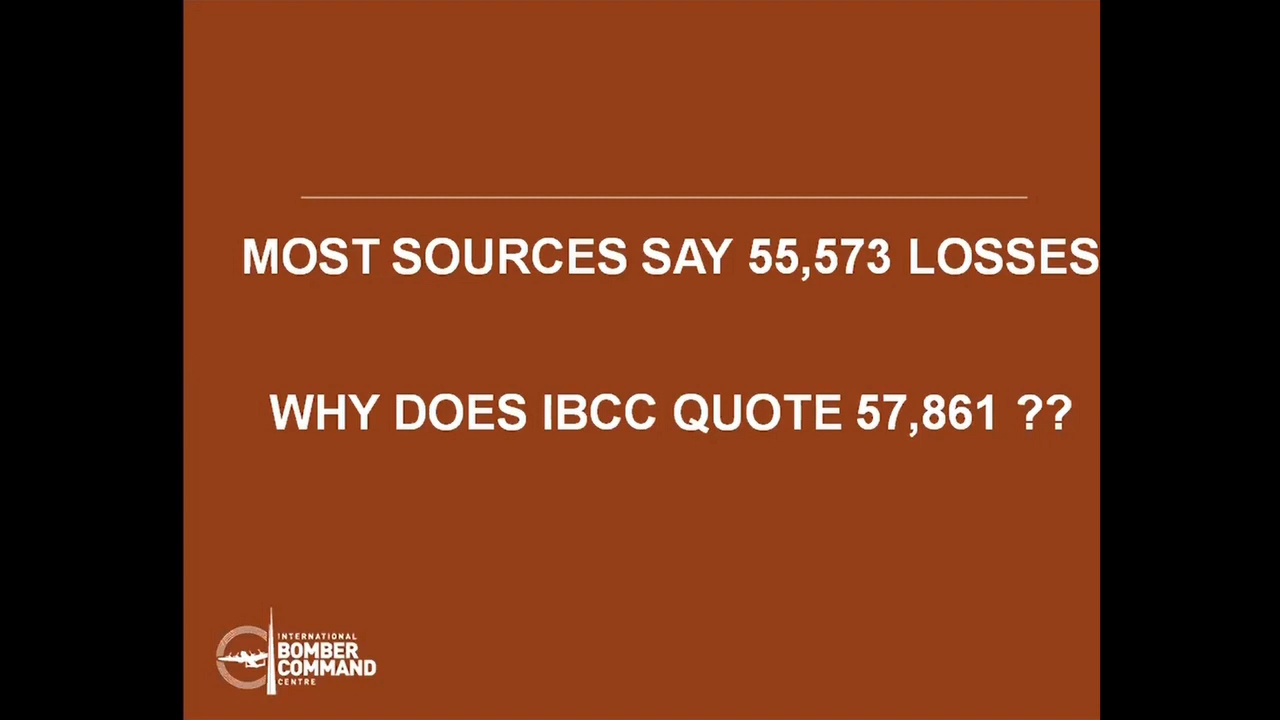 MOST SOURCES SAY 55,573 LOSSES
WHY DOES IBCC QUOTE 57,861 ??
INTERNATIONAL
BOMBER
COMMAND
CENTRE